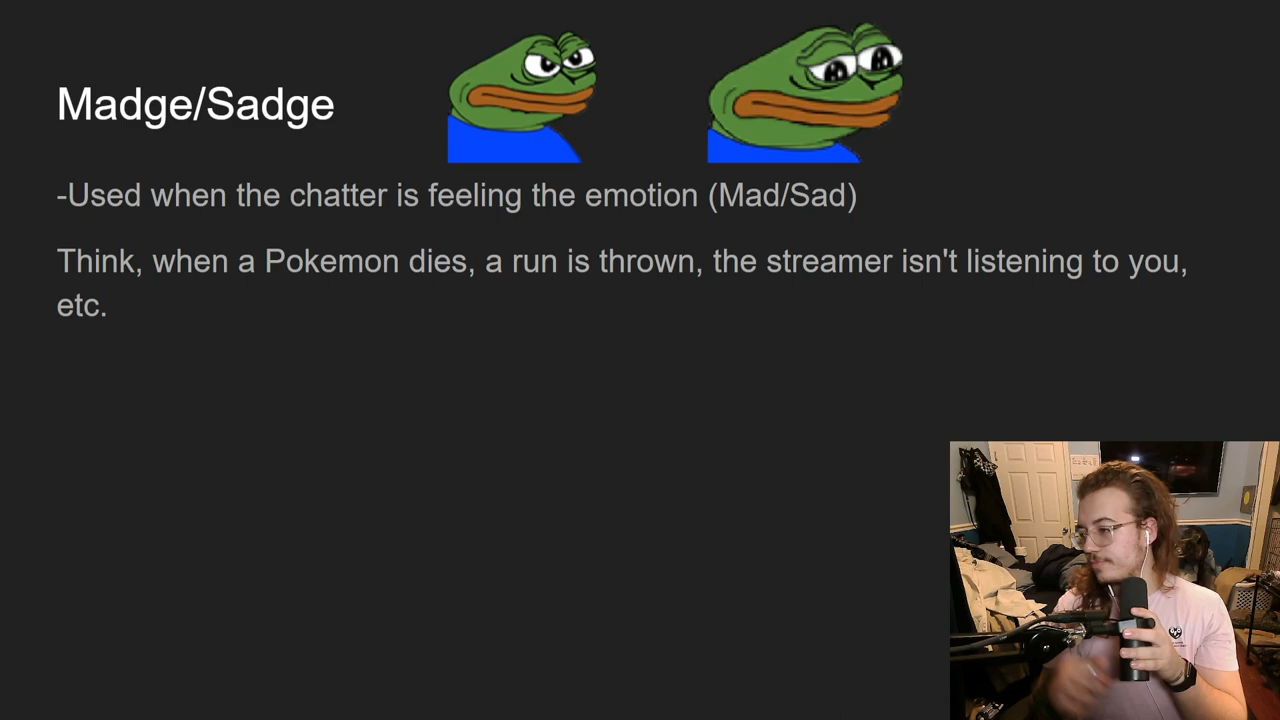 Madge/Sadge
-Used when the chatter is feeling the emotion (Mad/Sad)
Think, when a Pokemon dies, a run is thrown, the streamer isn't listening to you,
etc.